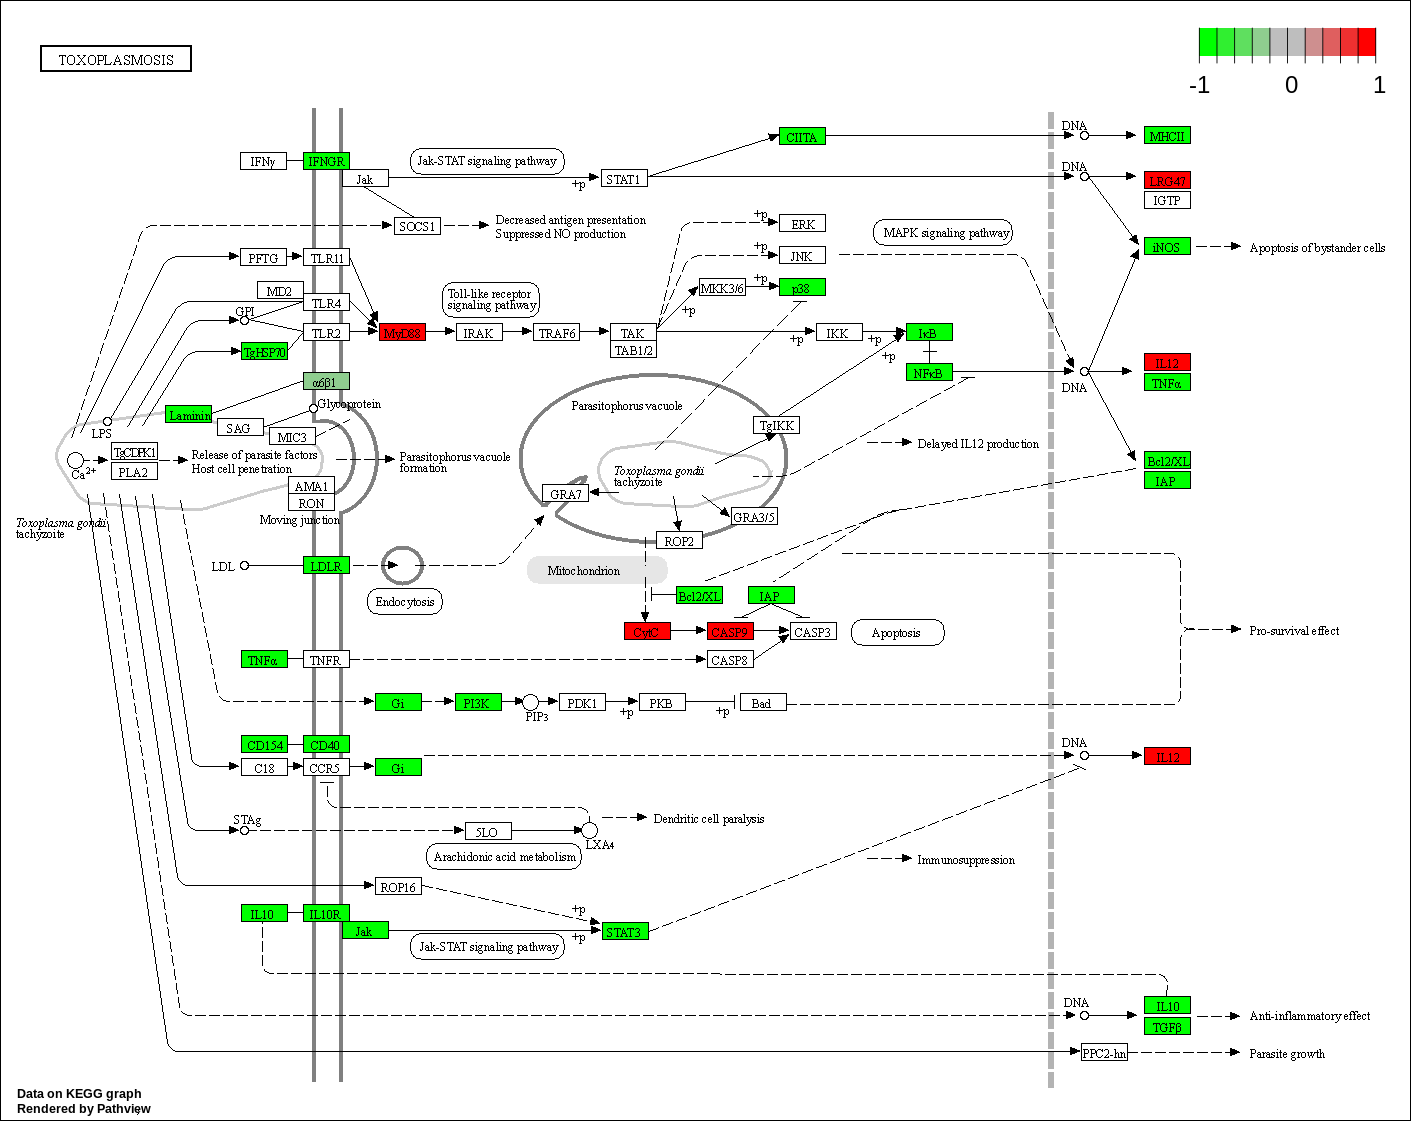 TOXOPLASMOSIS
-1
0
1
DNA
CIITA
MHCII
IFNγ
IFNGR
Jak-STAT signaling pathway
DNA
Jak
+p
STAT1
LRG47
IGTP
SOCS1
Decreased antigen presentation
Suppressed NO production
+p
ERK
MAPK signaling pathway
PFTG
TLR11
+p
JNK
iNOS
Apoptosis of bystander cells
MD2
TLR4
Toll-like receptor
signaling pathway
MKK3/6
+p
p38
GPI
+p
TLR2
MyD88
IRAK
TRAF6
TAK
TAB1/2
+p
IKK
+p
IκB
TgHSP70
+p
NFκB
DNA
IL12
TNFα
α6β1
Laminin
Glycoprotein
Parasitophorus vacuole
LPS
SAG
MIC3
TgIKK
Delayed IL12 production
TgCDPK1
PLA2
Ca2+
Release of parasite factors
Host cell penetration
Parasitophorus vacuole
formation
Toxoplasma gondii
tachyzoite
Bcl2/XL
IAP
AMA1
RON
GRA7
GRA3/5
Moving junction
Toxoplasma gondii
tachyzoite
ROP2
LDL
LDLR
Mitochondrion
Endocytosis
Bcl2/XL
IAP
CytC
CASP9
CASP3
Apoptosis
Pro-survival effect
TNFα
TNFR
CASP8
Gi
PI3K
PIP3
PDK1
+p
PKB
+p
Bad
CD154
CD40
DNA
C18
CCR5
Gi
IL12
STAg
5LO
LXA4
Dendritic cell paralysis
Arachidonic acid metabolism
Immunosuppression
ROP16
+p
IL10
IL10R
Jak
+p
STAT3
Jak-STAT signaling pathway
DNA
IL10
TGFβ
Anti-inflammatory effect
PPC2-hn
Parasite growth
Data on KEGG graph
Rendered by Pathview